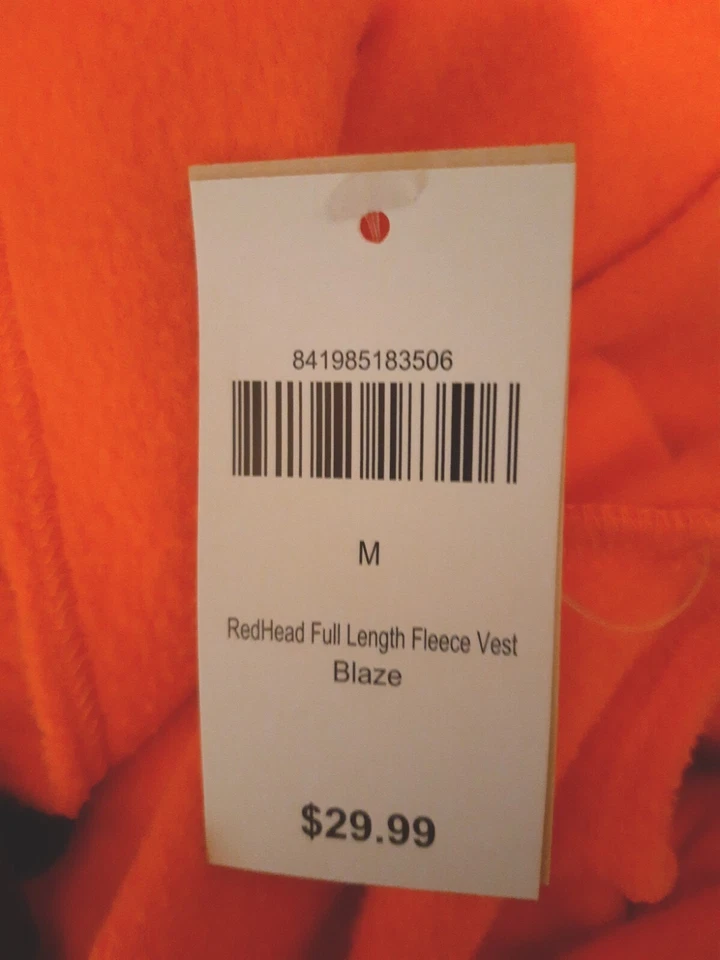 841985183506
M
RedHead Full Length Fleece Vest
Blaze
$29.99